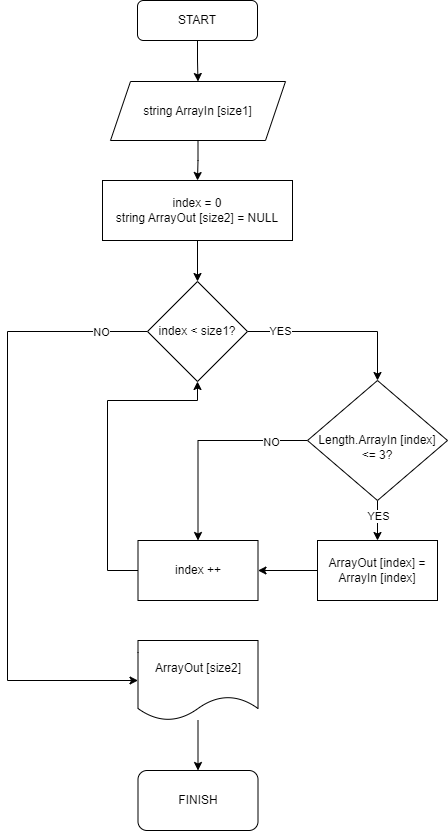 START
string ArrayIn [size1]
index = 0
string ArrayOut [size2] = NULL
index < size1?
NO
YES
Length.ArrayIn [index]
<= 3?
NO
YES
ArrayOut [index] =
ArrayIn [index]
index ++
ArrayOut [size2]
FINISH